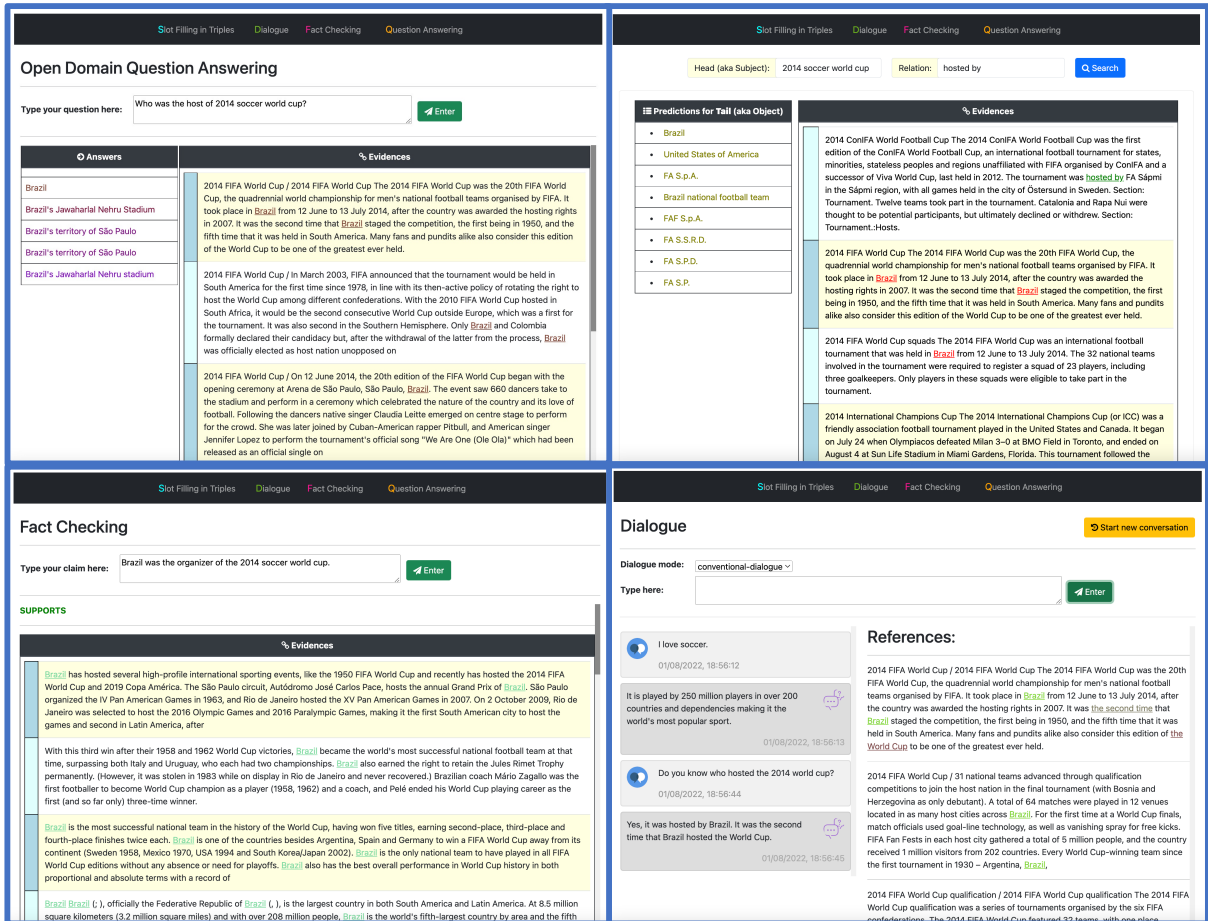 Slot Filling in Triples Dialogue Fact Checking Question Answering
Open Domain Question Answering
Type your question here:
Who was the host of 2014 soccer world cup?
Enter
Answers
Brazil
Brazil's Jawaharlal Nehru Stadium
Brazil's territory of São Paulo
Brazil's territory of São Paulo
Brazil's Jawaharlal Nehru stadium
Evidences
2014 FIFA World Cup / 2014 FIFA World Cup The 2014 FIFA World Cup was the 20th FIFA World
Cup, the quadrennial world championship for men's national football teams organised by FIFA. It
took place in Brazil from 12 June to 13 July 2014, after the country was awarded the hosting rights
in 2007. It was the second time that Brazil staged the competition, the first being in 1950, and the
fifth time that it was held in South America. Many fans and pundits alike also consider this edition
of the World Cup to be one of the greatest ever held.
2014 FIFA World Cup / In March 2003, FIFA announced that the tournament would be held in
South America for the first time since 1978, in line with its then-active policy of rotating the right to
host the World Cup among different confederations. With the 2010 FIFA World Cup hosted in
South Africa, it would be the second consecutive World Cup outside Europe, which was a first for
the tournament. It was also second in the Southern Hemisphere. Only Brazil and Colombia
formally declared their candidacy but, after the withdrawal of the latter from the process, Brazil
was officially elected as host nation unopposed on
2014 FIFA World Cup / On 12 June 2014, the 20th edition of the FIFA World Cup began with the
opening ceremony at Arena de São Paulo, São Paulo, Brazil. The event saw 660 dancers take to
the stadium and perform in a ceremony which celebrated the nature of the country and its love of
football. Following the dancers native singer Claudia Leitte emerged on centre stage to perform
for the crowd. She was later joined by Cuban-American rapper Pitbull, and American singer
Jennifer Lopez to perform the tournament's official song "We Are One (Ole Ola)" which had been
released as an official single on
Slot Filling in Triples Dialogue Fact Checking Question Answering
Head (aka Subject): 2014 soccer world cup Relation: hosted by Search
Predictions for Tail (aka Object)
Brazil
United States of America
FA S.p.A.
Brazil national football team
FAF S.p.A.
FA S.S.R.D.
FA S.P.D.
FA S.P.
Evidences
2014 ConIFA World Football Cup The 2014 ConIFA World Football Cup was the first
edition of the ConIFA World Football Cup, an international football tournament for states,
minorities, stateless peoples and regions unaffiliated with FIFA organised by ConIFA and a
successor of Viva World Cup, last held in 2012. The tournament was hosted by FA Sápmi
in the Sápmi region, with all games held in the city of Östersund in Sweden. Section:
Tournament. Twelve teams took part in the tournament. Catalonia and Rapa Nui were
thought to be potential participants, but ultimately declined or withdrew. Section:
Tournament.:Hosts.
2014 FIFA World Cup The 2014 FIFA World Cup was the 20th FIFA World Cup, the
quadrennial world championship for men's national football teams organised by FIFA. It
took place in Brazil from 12 June to 13 July 2014, after the country was awarded the
hosting rights in 2007. It was the second time that Brazil staged the competition, the first
being in 1950, and the fifth time that it was held in South America. Many fans and pundits
alike also consider this edition of the World Cup to be one of the greatest ever held.
2014 FIFA World Cup squads The 2014 FIFA World Cup was an international football
tournament that was held in Brazil from 12 June to 13 July 2014. The 32 national teams
involved in the tournament were required to register a squad of 23 players, including
three goalkeepers. Only players in these squads were eligible to take part in the
tournament.
2014 International Champions Cup The 2014 International Champions Cup (or ICC) was a
friendly association football tournament played in the United States and Canada. It began
on July 24 when Olympiacos defeated Milan 3–0 at BMO Field in Toronto, and ended on
August 4 at Sun Life Stadium in Miami Gardens, Florida. This tournament followed the
Slot Filling in Triples Dialogue Fact Checking Question Answering
Fact Checking
Type your claim here:
Brazil was the organizer of the 2014 soccer world cup.
Enter
SUPPORTS
Evidences
Brazil has hosted several high-profile international sporting events, like the 1950 FIFA World Cup and recently has hosted the 2014 FIFA
World Cup and 2019 Copa América. The São Paulo circuit, Autódromo José Carlos Pace, hosts the annual Grand Prix of Brazil. São Paulo
organized the IV Pan American Games in 1963, and Rio de Janeiro hosted the XV Pan American Games in 2007. On 2 October 2009, Rio de
Janeiro was selected to host the 2016 Olympic Games and 2016 Paralympic Games, making it the first South American city to host the
games and second in Latin America, after
With this third win after their 1958 and 1962 World Cup victories, Brazil became the world's most successful national football team at that
time, surpassing both Italy and Uruguay, who each had two championships. Brazil also earned the right to retain the Jules Rimet Trophy
permanently. (However, it was stolen in 1983 while on display in Rio de Janeiro and never recovered.) Brazilian coach Mário Zagallo was the
first footballer to become World Cup champion as a player (1958, 1962) and a coach, and Pelé ended his World Cup playing career as the
first (and so far only) three-time winner.
Brazil is the most successful national team in the history of the World Cup, having won five titles, earning second-place, third-place and
fourth-place finishes twice each. Brazil is one of the countries besides Argentina, Spain and Germany to win a FIFA World Cup away from its
continent (Sweden 1958, Mexico 1970, USA 1994 and South Korea/Japan 2002). Brazil is the only national team to have played in all FIFA
World Cup editions without any absence or need for playoffs. Brazil also has the best overall performance in World Cup history in both
proportional and absolute terms with a record of
Brazil Brazil (; ), officially the Federative Republic of Brazil (, ), is the largest country in both South America and Latin America. At 8.5 million
square kilometers (3.2 million square miles) and with over 208 million people, Brazil is the world's fifth-largest country by area and the fifth
Slot Filling in Triples Dialogue Fact Checking Question Answering
Dialogue
Start new conversation
Dialogue mode: conventional-dialogue
Type here:
Enter
I love soccer.
01/08/2022, 18:56:12
It is played by 250 million players in over 200
countries and dependencies making it the
world's most popular sport.
01/08/2022, 18:56:13
Do you know who hosted the 2014 world cup?
01/08/2022, 18:56:44
Yes, it was hosted by Brazil. It was the second
time that Brazil hosted the World Cup.
01/08/2022, 18:56:45
References:
2014 FIFA World Cup / 2014 FIFA World Cup The 2014 FIFA World Cup was the 20th
FIFA World Cup, the quadrennial world championship for men's national football
teams organised by FIFA. It took place in Brazil from 12 June to 13 July 2014, after
the country was awarded the hosting rights in 2007. It was the second time that
Brazil staged the competition, the first being in 1950, and the fifth time that it was
held in South America. Many fans and pundits alike also consider this edition of the
World Cup to be one of the greatest ever held.
2014 FIFA World Cup / 31 national teams advanced through qualification
competitions to join the host nation in the final tournament (with Bosnia and
Herzegovina as only debutant). A total of 64 matches were played in 12 venues
located in as many host cities across Brazil. For the first time at a World Cup finals,
match officials used goal-line technology, as well as vanishing spray for free kicks.
FIFA Fan Fests in each host city gathered a total of 5 million people, and the country
received 1 million visitors from 202 countries. Every World Cup-winning team since
the first tournament in 1930 – Argentina, Brazil,
2014 FIFA World Cup qualification / 2014 FIFA World Cup qualification The 2014 FIFA
World Cup qualification was a series of tournaments organised by the six FIFA
confederations. The 2014 FIFA World Cup featured 32 teams, with one place